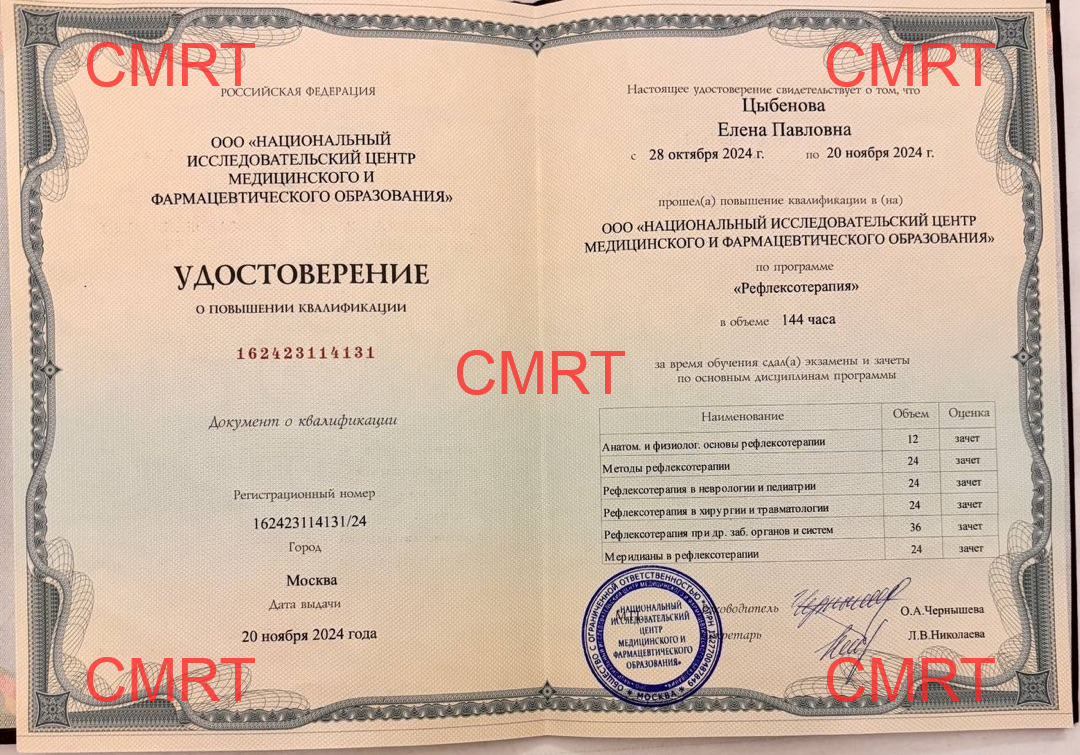 CMRT
CMRT
РОССИЙСКАЯ ФЕДЕРАЦИЯ
ООО «НАЦИОНАЛЬНЫЙ
ИССЛЕДОВАТЕЛЬСКИЙ ЦЕНТР
МЕДИЦИНСКОГО И
ФАРМАЦЕВТИЧЕСКОГО ОБРАЗОВАНИЯ»
УДОСТОВЕРЕНИЕ
О ПОВЫШЕНИИ КВАЛИФИКАЦИИ
162423114131
Документ о квалификации
Регистрационный номер
162423114131/24
Город
Москва
Дата выдачи
20 ноября 2024 года
Настоящее удостоверение свидетельствует о том, что
Цыбенова
Елена Павловна
с 28 октября 2024 г. по 20 ноября 2024 г.
прошел(а) повышение квалификации в (на)
ООО «НАЦИОНАЛЬНЫЙ ИССЛЕДОВАТЕЛЬСКИЙ ЦЕНТР
МЕДИЦИНСКОГО И ФАРМАЦЕВТИЧЕСКОГО ОБРАЗОВАНИЯ»
по программе
«Рефлексотерапия»
в объеме 144 часа
CMRT
за время обучения сдал(а) экзамены и зачеты
по основным дисциплинам программы
Наименование Объем Оценка
Анатом. и физиолог. основы рефлексотерапии 12 зачет
Методы рефлексотерапии 24 зачет
Рефлексотерапия в неврологии и педиатрии 24 зачет
Рефлексотерапия в хирургии и травматологии 24 зачет
Рефлексотерапия при др. заб. органов и систем 36 зачет
Меридианы в рефлексотерапии 24 зачет
М.П.
Руководитель О.А.Чернышева
Секретарь Л.В.Николаева
ОБЩЕСТВО С ОГРАНИЧЕННОЙ ОТВЕТСТВЕННОСТЬЮ
«НАЦИОНАЛЬНЫЙ
ИССЛЕДОВАТЕЛЬСКИЙ
ЦЕНТР
МЕДИЦИНСКОГО И
ФАРМАЦЕВТИЧЕСКОГО
ОБРАЗОВАНИЯ»
МОСКВА
CMRT
CMRT